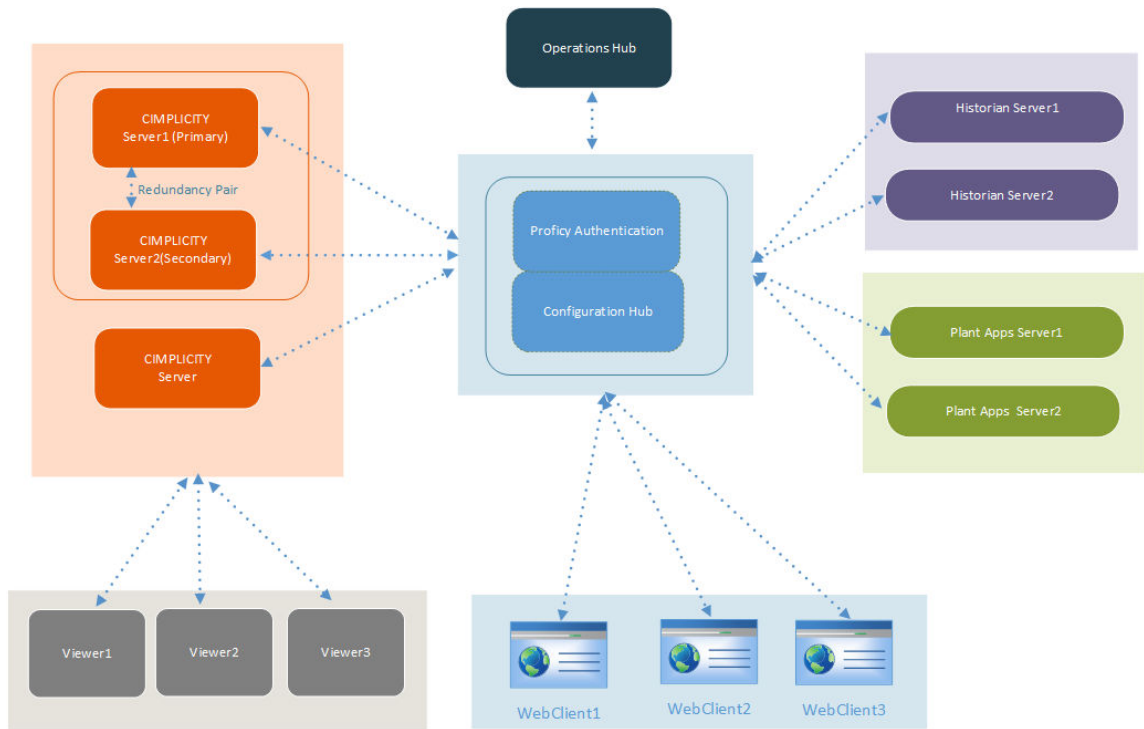 Operations Hub
CIMPLICITY
Server1 (Primary)
Redundancy Pair
CIMPLICITY
Server2(Secondary)
CIMPLICITY
Server
Proficy Authentication
Configuration Hub
Historian Server1
Historian Server2
Plant Apps Server1
Plant Apps Server2
Viewer1
Viewer2
Viewer3
WebClient1
WebClient2
WebClient3